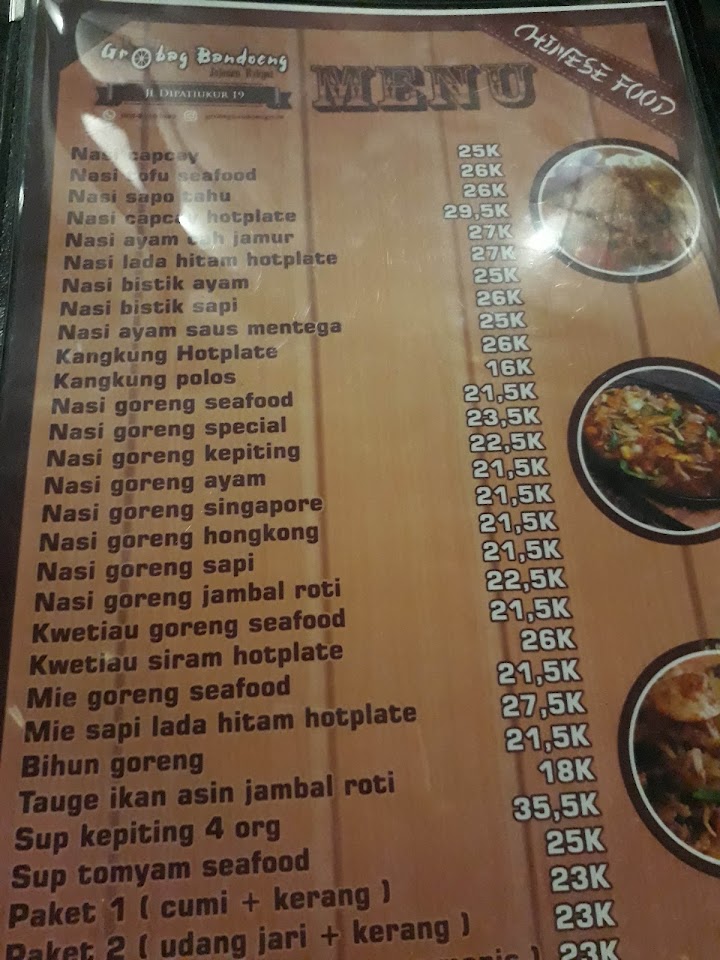 Grobag Bandoeng
Jl Dipatiukur 19
MENU
CHINESE FOOD
Nasi capcay 25K
Nasi tofu seafood 26K
Nasi sapo tahu 26K
Nasi capcay hotplate 29,5K
Nasi ayam cah jamur 27K
Nasi lada hitam hotplate 27K
Nasi bistik ayam 25K
Nasi bistik sapi 26K
Nasi ayam saus mentega 25K
Kangkung Hotplate 26K
Kangkung polos 16K
Nasi goreng seafood 21,5K
Nasi goreng special 23,5K
Nasi goreng kepiting 22,5K
Nasi goreng ayam 21,5K
Nasi goreng singapore 21,5K
Nasi goreng hongkong 21,5K
Nasi goreng sapi 21,5K
Nasi goreng jambal roti 22,5K
Kwetiau goreng seafood 21,5K
Kwetiau siram hotplate 26K
Mie goreng seafood 21,5K
Mie sapi lada hitam hotplate 27,5K
Bihun goreng 21,5K
Tauge ikan asin jambal roti 18K
Sup kepiting 4 org 35,5K
Sup tomyam seafood 25K
Paket 1 ( cumi + kerang ) 23K
Paket 2 ( udang jari + kerang ) 23K
) 23K